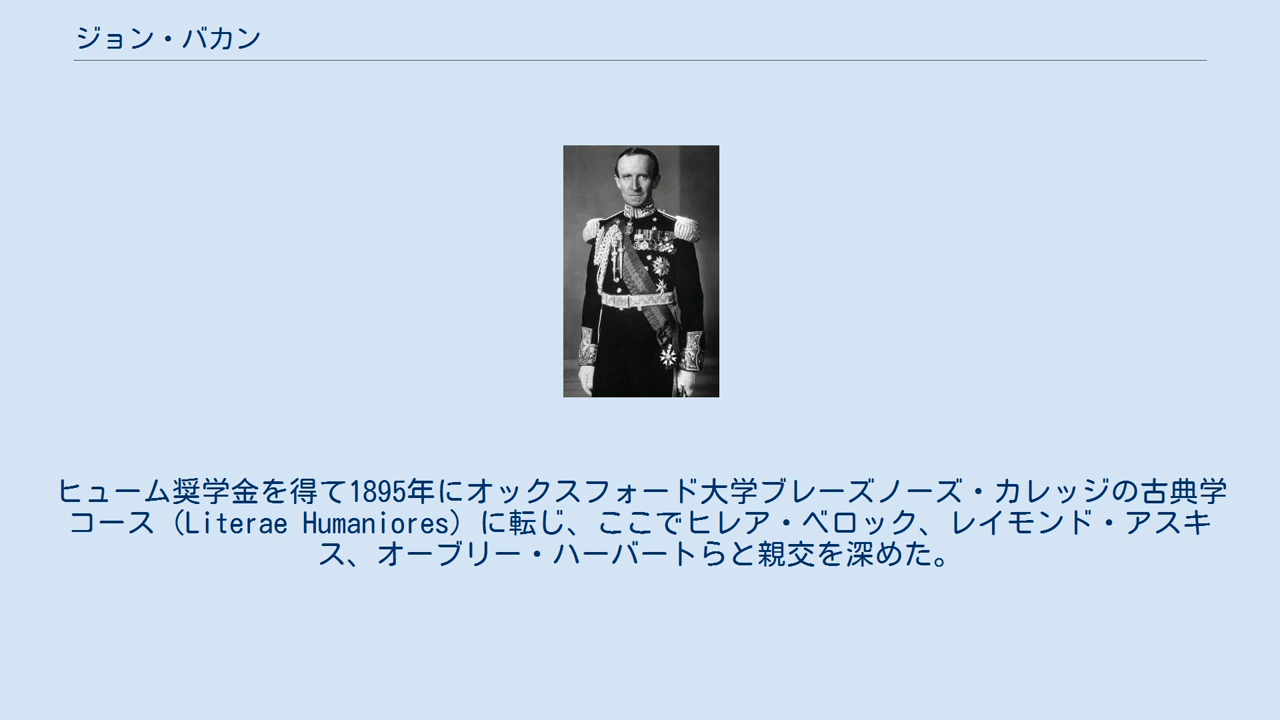 ジョン・バカン
ヒューム奨学金を得て1895年にオックスフォード大学ブレーズノーズ・カレッジの古典学
コース（Literae Humaniores）に転じ、ここでヒレア・ベロック、レイモンド・アスキ
ス、オーブリー・ハーバートらと親交を深めた。